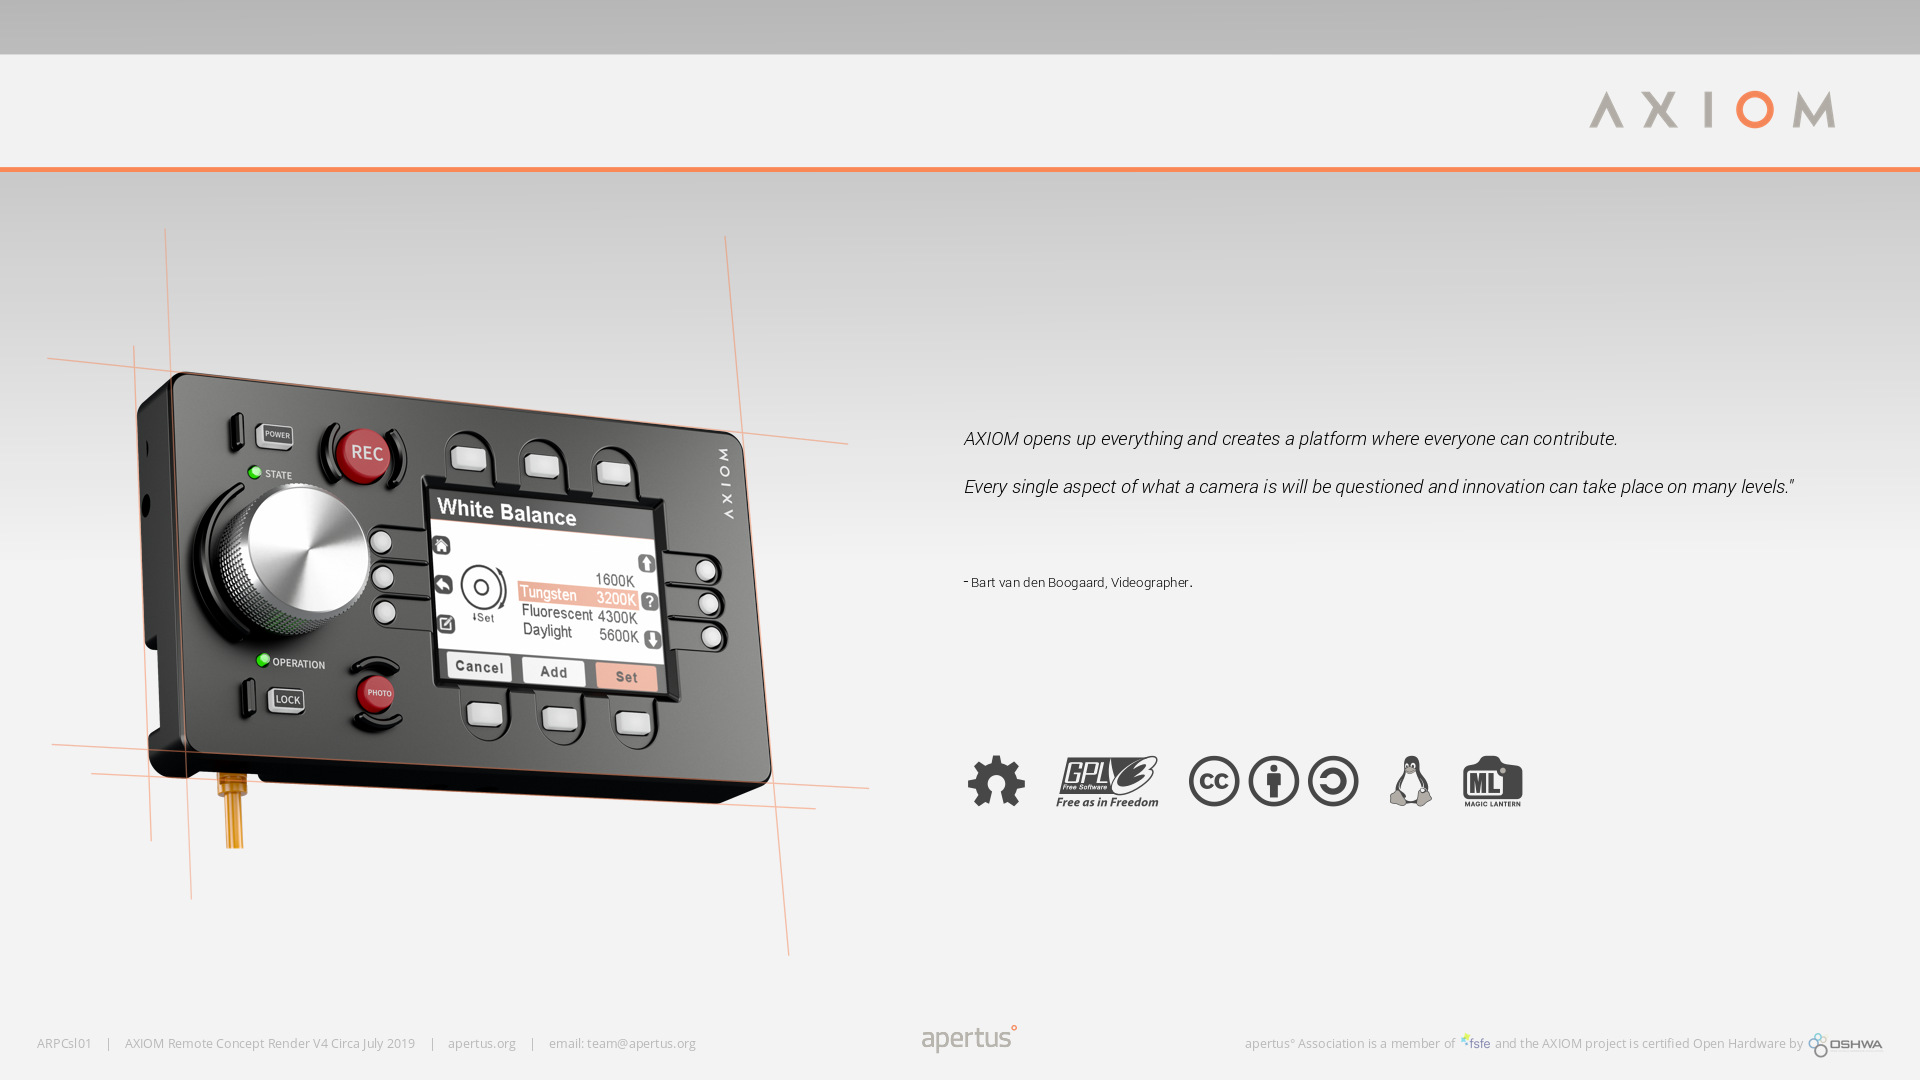 AXIOM
POWER
REC
STATE
AXIOM
White Balance
1600K
Tungsten 3200K
Fluorescent 4300K
Daylight 5600K
Set
?
Cancel Add Set
OPERATION
LOCK
PHOTO
AXIOM opens up everything and creates a platform where everyone can contribute.
Every single aspect of what a camera is will be questioned and innovation can take place on many levels."
- Bart van den Boogaard, Videographer.
GPLv3
Free Software
Free as in Freedom
cc
ML
MAGIC LANTERN
ARPCsl01 | AXIOM Remote Concept Render V4 Circa July 2019 | apertus.org | email: team@apertus.org
apertus°
apertus° Association is a member of fsfe and the AXIOM project is certified Open Hardware by OSHWA